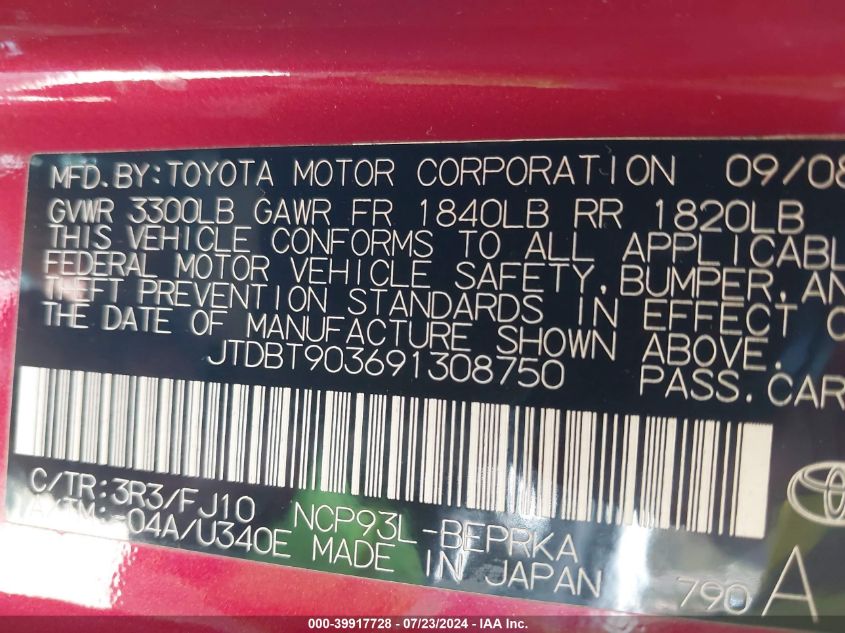 MFD.BY:TOYOTA MOTOR CORPORATION 09/08
GVWR 3300LB GAWR FR 1840LB RR 1820LB
THIS VEHICLE CONFORMS TO ALL APPLICABL
FEDERAL MOTOR VEHICLE SAFETY, BUMPER, AN
THEFT PREVENTION STANDARDS IN EFFECT O
THE DATE OF MANUFACTURE SHOWN ABOVE.
JTDBT903691308750 PASS.CAR
C/TR:3R3/FJ10 NCP93L-BEPRKA
A/TM:-04A/U340E MADE IN JAPAN 790 A
000-39917728 - 07/23/2024 - IAA Inc.